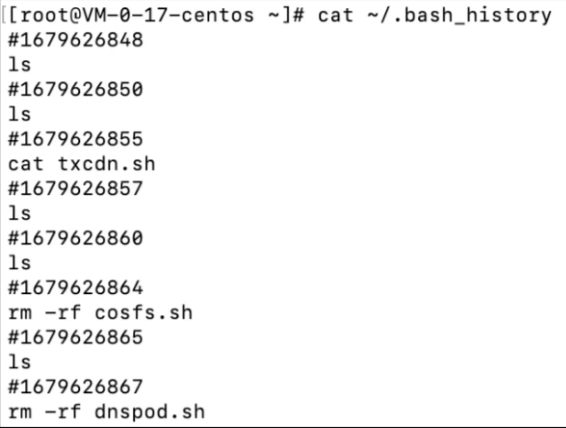 [[root@VM-0-17-centos ~]# cat ~/.bash_history
#1679626848
ls
#1679626850
ls
#1679626855
cat txcdn.sh
#1679626857
ls
#1679626860
ls
#1679626864
rm -rf cosfs.sh
#1679626865
ls
#1679626867
rm -rf dnspod.sh